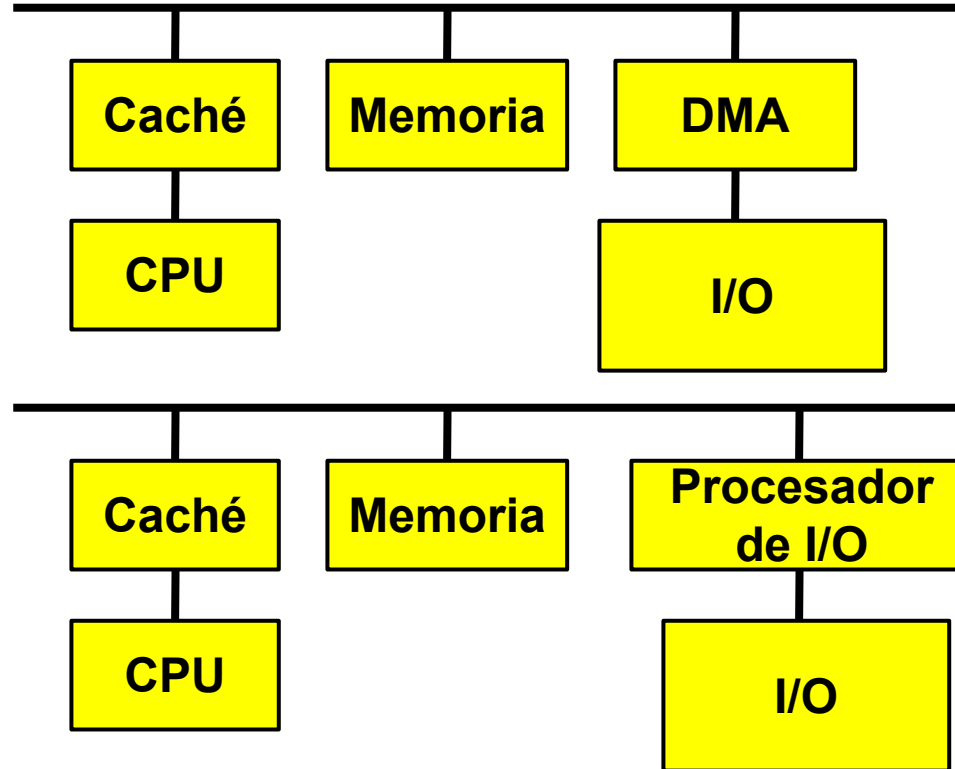 Caché
Memoria
DMA
CPU
I/O
Caché
Memoria
Procesador
de I/O
CPU
I/O